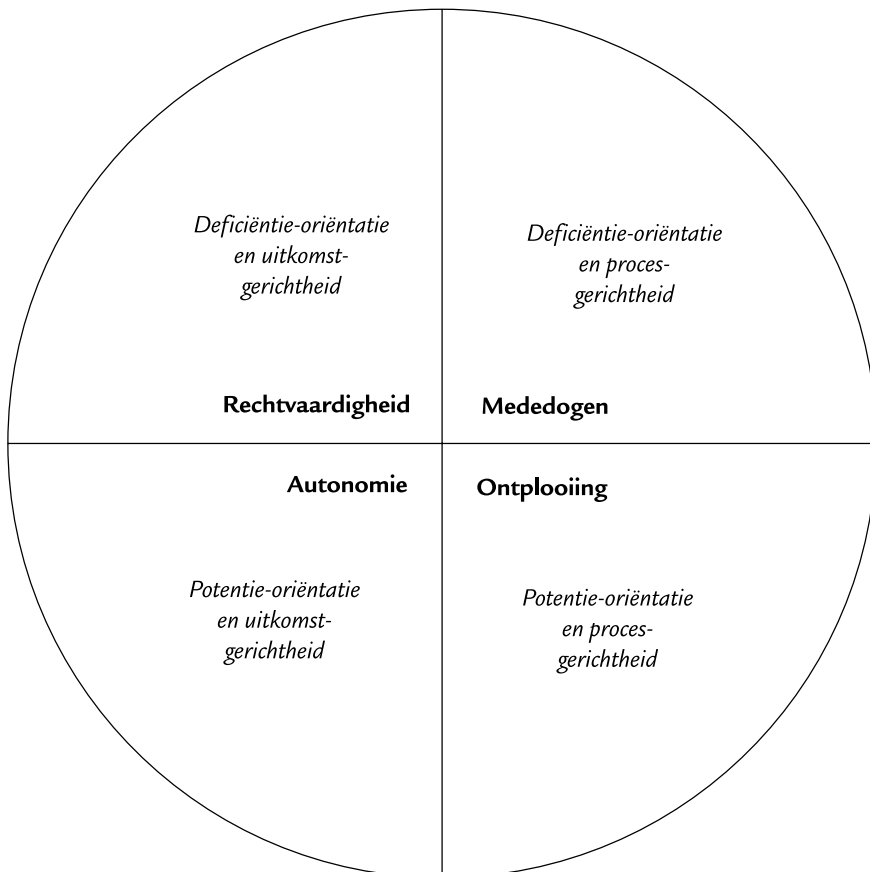 Deficiëntie-oriëntatie
en uitkomst-
gerichtheid
Deficiëntie-oriëntatie
en proces-
gerichtheid
Rechtvaardigheid
Mededogen
Autonomie
Ontplooiing
Potentie-oriëntatie
en uitkomst-
gerichtheid
Potentie-oriëntatie
en proces-
gerichtheid